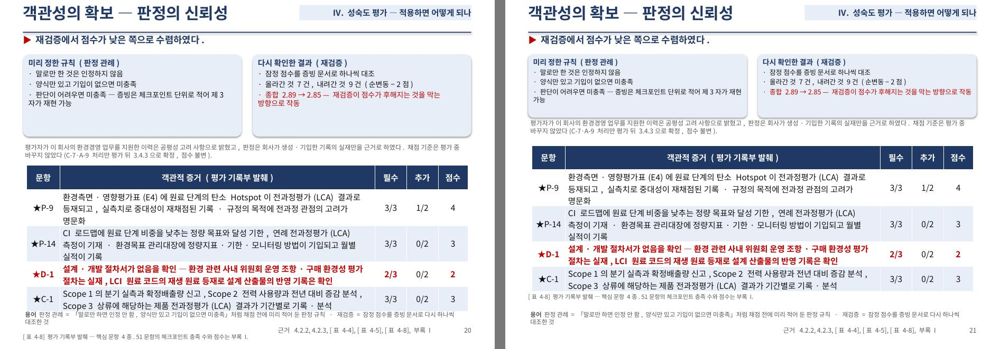 객관성의 확보 — 판정의 신뢰성
Ⅳ. 성숙도 평가 — 적용하면 어떻게 되나
▶ 재검증에서 점수가 낮은 쪽으로 수렴하였다 .
미리 정한 규칙 ( 판정 관례 )
· 말로만 한 것은 인정하지 않음
· 양식만 있고 기입이 없으면 미충족
· 판단이 어려우면 미충족 — 증빙은 체크포인트 단위로 적어 제 3
자가 재현 가능
다시 확인한 결과 ( 재검증 )
· 잠정 점수를 증빙 문서로 하나씩 대조
· 올라간 것 7 건 , 내려간 것 9 건 ( 순변동 − 2 점 )
· 종합 2.89 → 2.85 — 재검증이 점수가 후해지는 것을 막는
방향으로 작동
평가자가 이 회사의 환경경영 업무를 지원한 이력은 공평성 고려 사항으로 밝혔고 , 판정은 회사가 생성 · 기입한 기록의 실재만을 근거로 하였다 . 채점 기준은 평가 중
바꾸지 않았다 (C-7·A-9 처리만 평가 뒤 3.4.3 으로 확정 , 점수 불변 ).
문항 객관적 증거 ( 평가 기록부 발췌 ) 필수 추가 점수
환경측면 · 영향평가표 (E4) 에 원료 단계의 탄소 Hotspot 이 전과정평가 (LCA) 결과로
★P-9 등재되고 , 실측치로 중대성이 재채점된 기록 · 규정의 목적에 전과정 관점의 고려가 3/3 1/2 4
명문화
CI 로드맵에 원료 단계 비중을 낮추는 정량 목표와 달성 기한 , 연례 전과정평가 (LCA)
★P-14 측정이 기재 · 환경목표 관리대장에 정량지표 · 기한 · 모니터링 방법이 기입되고 월별 3/3 0/2 3
실적이 기록
★D-1 설계 · 개발 절차서가 없음을 확인 — 환경 관련 사내 위원회 운영 조항 · 구매 환경성 평가 2/3 0/2 2
절차는 실재 , LCI 원료 코드의 재생 원료 등재로 설계 산출물의 반영 기록은 확인
★C-1 Scope 1 의 분기 실측과 확정배출량 신고 , Scope 2 전력 사용량과 전년 대비 증감 분석 , 3/3 0/2 3
Scope 3 상류에 해당하는 제품 전과정평가 (LCA) 결과가 기간별로 기록 · 분석
용어 판정 관례 = 「말로만 하면 인정 안 함 , 양식만 있고 기입이 없으면 미충족」처럼 채점 전에 미리 적어 둔 판정 규칙 · 재검증 = 잠정 점수를 증빙 문서로 다시 하나씩
대조한 것
근거 4.2.2, 4.2.3, [ 표 4-4], [ 표 4-5], [ 표 4-8], 부록 Ⅰ 20
[ 표 4-8] 평가 기록부 발췌 — 핵심 문항 4 종 . 51 문항의 체크포인트 충족 수와 점수는 부록 Ⅰ.
객관성의 확보 — 판정의 신뢰성
Ⅳ. 성숙도 평가 — 적용하면 어떻게 되나
▶ 재검증에서 점수가 낮은 쪽으로 수렴하였다 .
미리 정한 규칙 ( 판정 관례 )
· 말로만 한 것은 인정하지 않음
· 양식만 있고 기입이 없으면 미충족
· 판단이 어려우면 미충족 — 증빙은 체크포인트 단위로 적어 제 3 자가 재현
가능
다시 확인한 결과 ( 재검증 )
· 잠정 점수를 증빙 문서로 하나씩 대조
· 올라간 것 7 건 , 내려간 것 9 건 ( 순변동 − 2 점 )
· 종합 2.89 → 2.85 — 재검증이 점수가 후해지는 것을 막는 방향으로 작동
평가자가 이 회사의 환경경영 업무를 지원한 이력은 공평성 고려 사항으로 밝혔고 , 판정은 회사가 생성 · 기입한 기록의 실재만을 근거로 하였다 . 채점 기준은 평가 중
바꾸지 않았다 (C-7·A-9 처리만 평가 뒤 3.4.3 으로 확정 , 점수 불변 ).
문항 객관적 증거 ( 평가 기록부 발췌 ) 필수 추가 점수
환경측면 · 영향평가표 (E4) 에 원료 단계의 탄소 Hotspot 이 전과정평가 (LCA) 결과로
★P-9 등재되고 , 실측치로 중대성이 재채점된 기록 · 규정의 목적에 전과정 관점의 고려가 3/3 1/2 4
명문화
CI 로드맵에 원료 단계 비중을 낮추는 정량 목표와 달성 기한 , 연례 전과정평가 (LCA)
★P-14 측정이 기재 · 환경목표 관리대장에 정량지표 · 기한 · 모니터링 방법이 기입되고 월별 3/3 0/2 3
실적이 기록
★D-1 설계 · 개발 절차서가 없음을 확인 — 환경 관련 사내 위원회 운영 조항 · 구매 환경성 평가 2/3 0/2 2
절차는 실재 , LCI 원료 코드의 재생 원료 등재로 설계 산출물의 반영 기록은 확인
★C-1 Scope 1 의 분기 실측과 확정배출량 신고 , Scope 2 전력 사용량과 전년 대비 증감 분석 , 3/3 0/2 3
Scope 3 상류에 해당하는 제품 전과정평가 (LCA) 결과가 기간별로 기록 · 분석
[ 표 4-8] 평가 기록부 발췌 — 핵심 문항 4 종 . 51 문항의 체크포인트 충족 수와 점수는 부록 Ⅰ.
용어 판정 관례 = 「말로만 하면 인정 안 함 , 양식만 있고 기입이 없으면 미충족」처럼 채점 전에 미리 적어 둔 판정 규칙 · 재검증 = 잠정 점수를 증빙 문서로 다시 하나씩
대조한 것
근거 4.2.2, 4.2.3, [ 표 4-4], [ 표 4-5], [ 표 4-8], 부록 Ⅰ 21